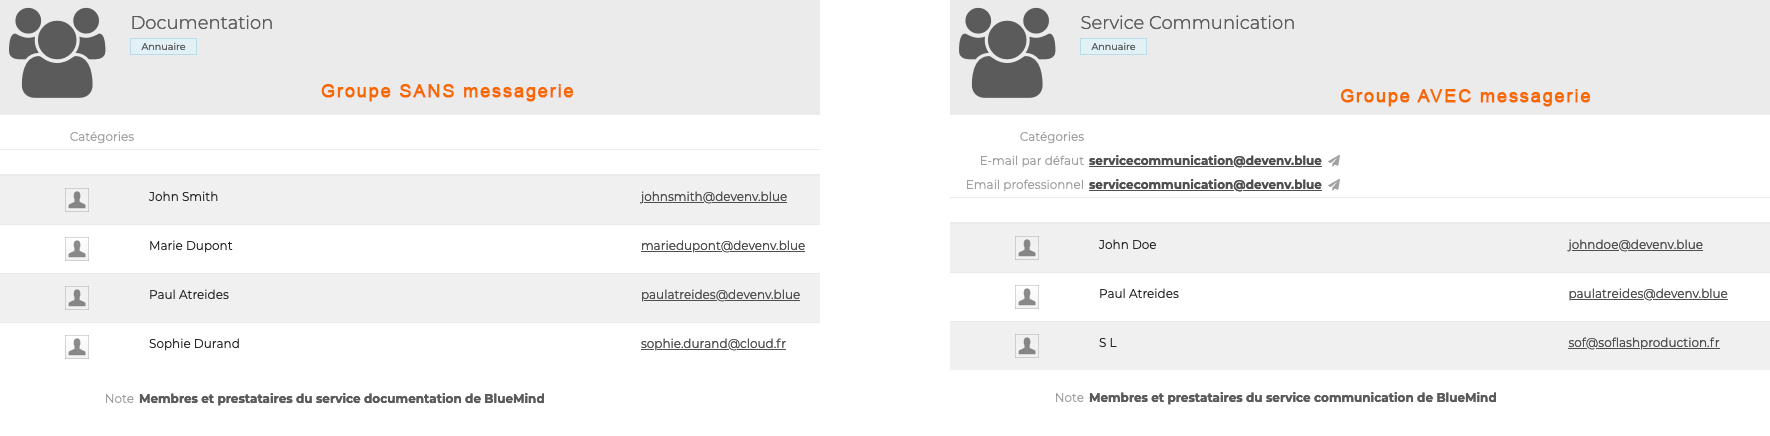 Documentation
Annuaire
Groupe SANS messagerie
Catégories
John Smith johnsmith@devenv.blue
Marie Dupont mariedupont@devenv.blue
Paul Atreides paulatreides@devenv.blue
Sophie Durand sophie.durand@cloud.fr
Note Membres et prestataires du service documentation de BlueMind
Service Communication
Annuaire
Groupe AVEC messagerie
Catégories
E-mail par défaut servicecommunication@devenv.blue
Email professionnel servicecommunication@devenv.blue
John Doe johndoe@devenv.blue
Paul Atreides paulatreides@devenv.blue
S L sof@soflashproduction.fr
Note Membres et prestataires du service communication de BlueMind